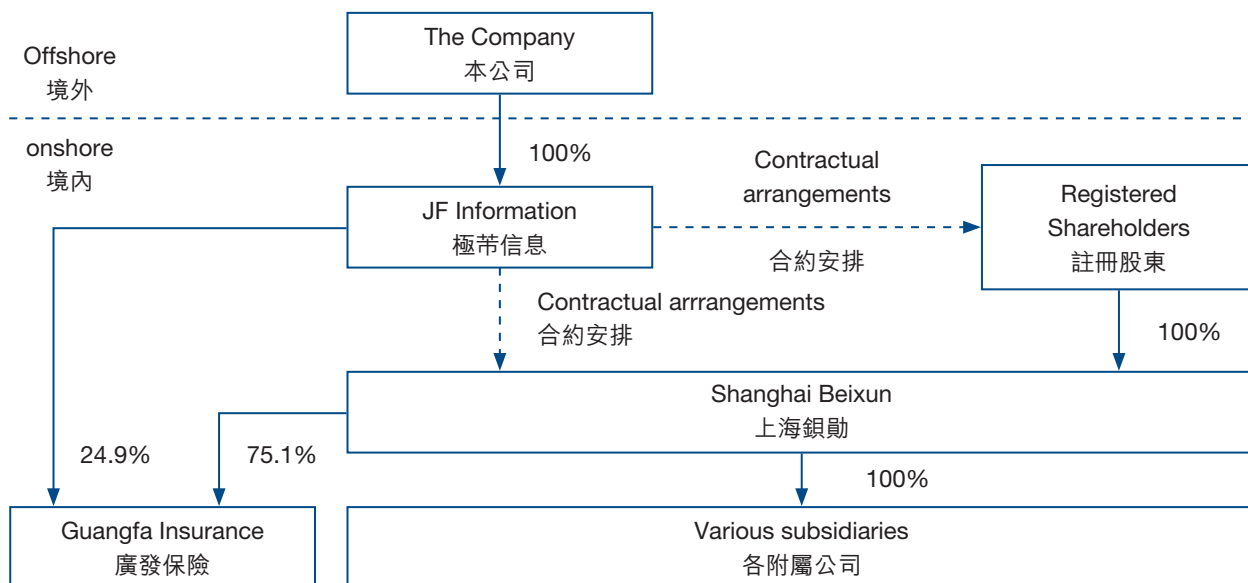 The Company
本公司
Offshore
境外
onshore
境內
100%
JF Information
極芾信息
Contractual
arrangements
合約安排
Registered
Shareholders
註冊股東
Contractual arrrangements
合約安排
100%
Shanghai Beixun
上海鋇勛
24.9%
75.1%
100%
Guangfa Insurance
廣發保險
Various subsidiaries
各附屬公司